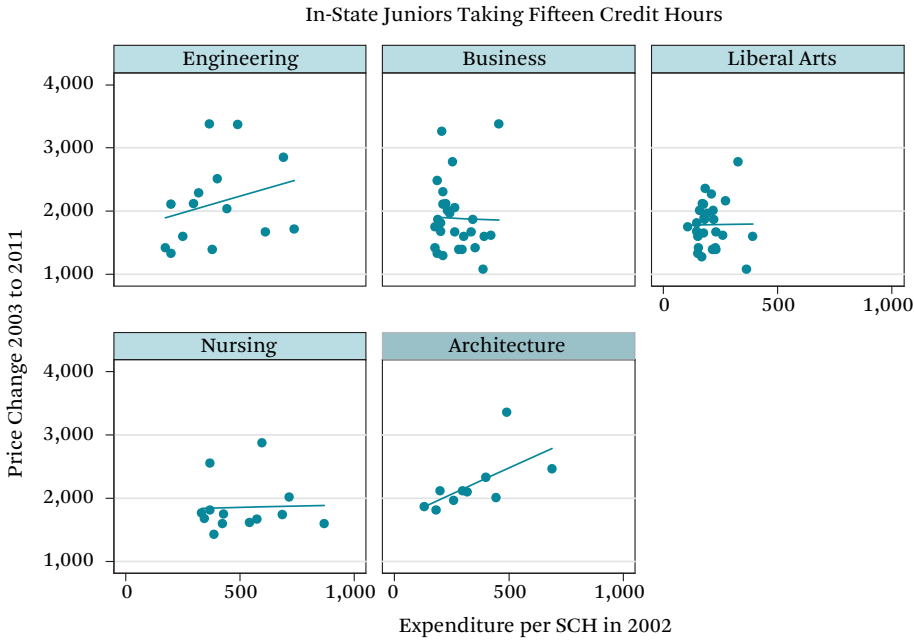 In-State Juniors Taking Fifteen Credit Hours
Engineering
Business
Liberal Arts
4,000
3,000
2,000
1,000
0
500
1,000
Price Change 2003 to 2011
Nursing
Architecture
4,000
3,000
2,000
1,000
0
500
1,000
0
500
1,000
Expenditure per SCH in 2002